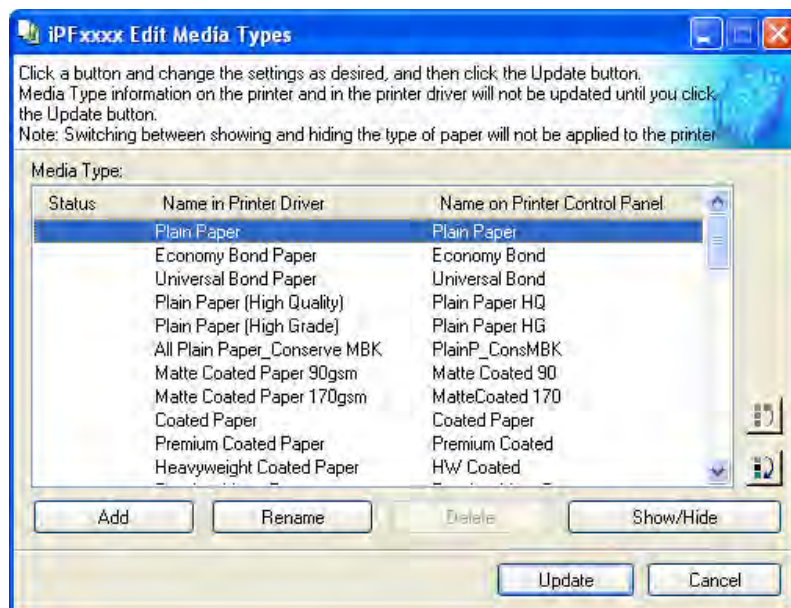 iPFxxxx Edit Media Types
Click a button and change the settings as desired, and then click the Update button.
Media Type information on the printer and in the printer driver will not be updated until you click
the Update button.
Note: Switching between showing and hiding the type of paper will not be applied to the printer
Media Type:
Status Name in Printer Driver Name on Printer Control Panel
Plain Paper Plain Paper
Economy Bond Paper Economy Bond
Universal Bond Paper Universal Bond
Plain Paper (High Quality) Plain Paper HQ
Plain Paper (High Grade) Plain Paper HG
All Plain Paper_Conserve MBK PlainP_ConsMBK
Matte Coated Paper 90gsm Matte Coated 90
Matte Coated Paper 170gsm MatteCoated 170
Coated Paper Coated Paper
Premium Coated Paper Premium Coated
Heavyweight Coated Paper HW Coated
Add Rename Delete Show/Hide
Update Cancel